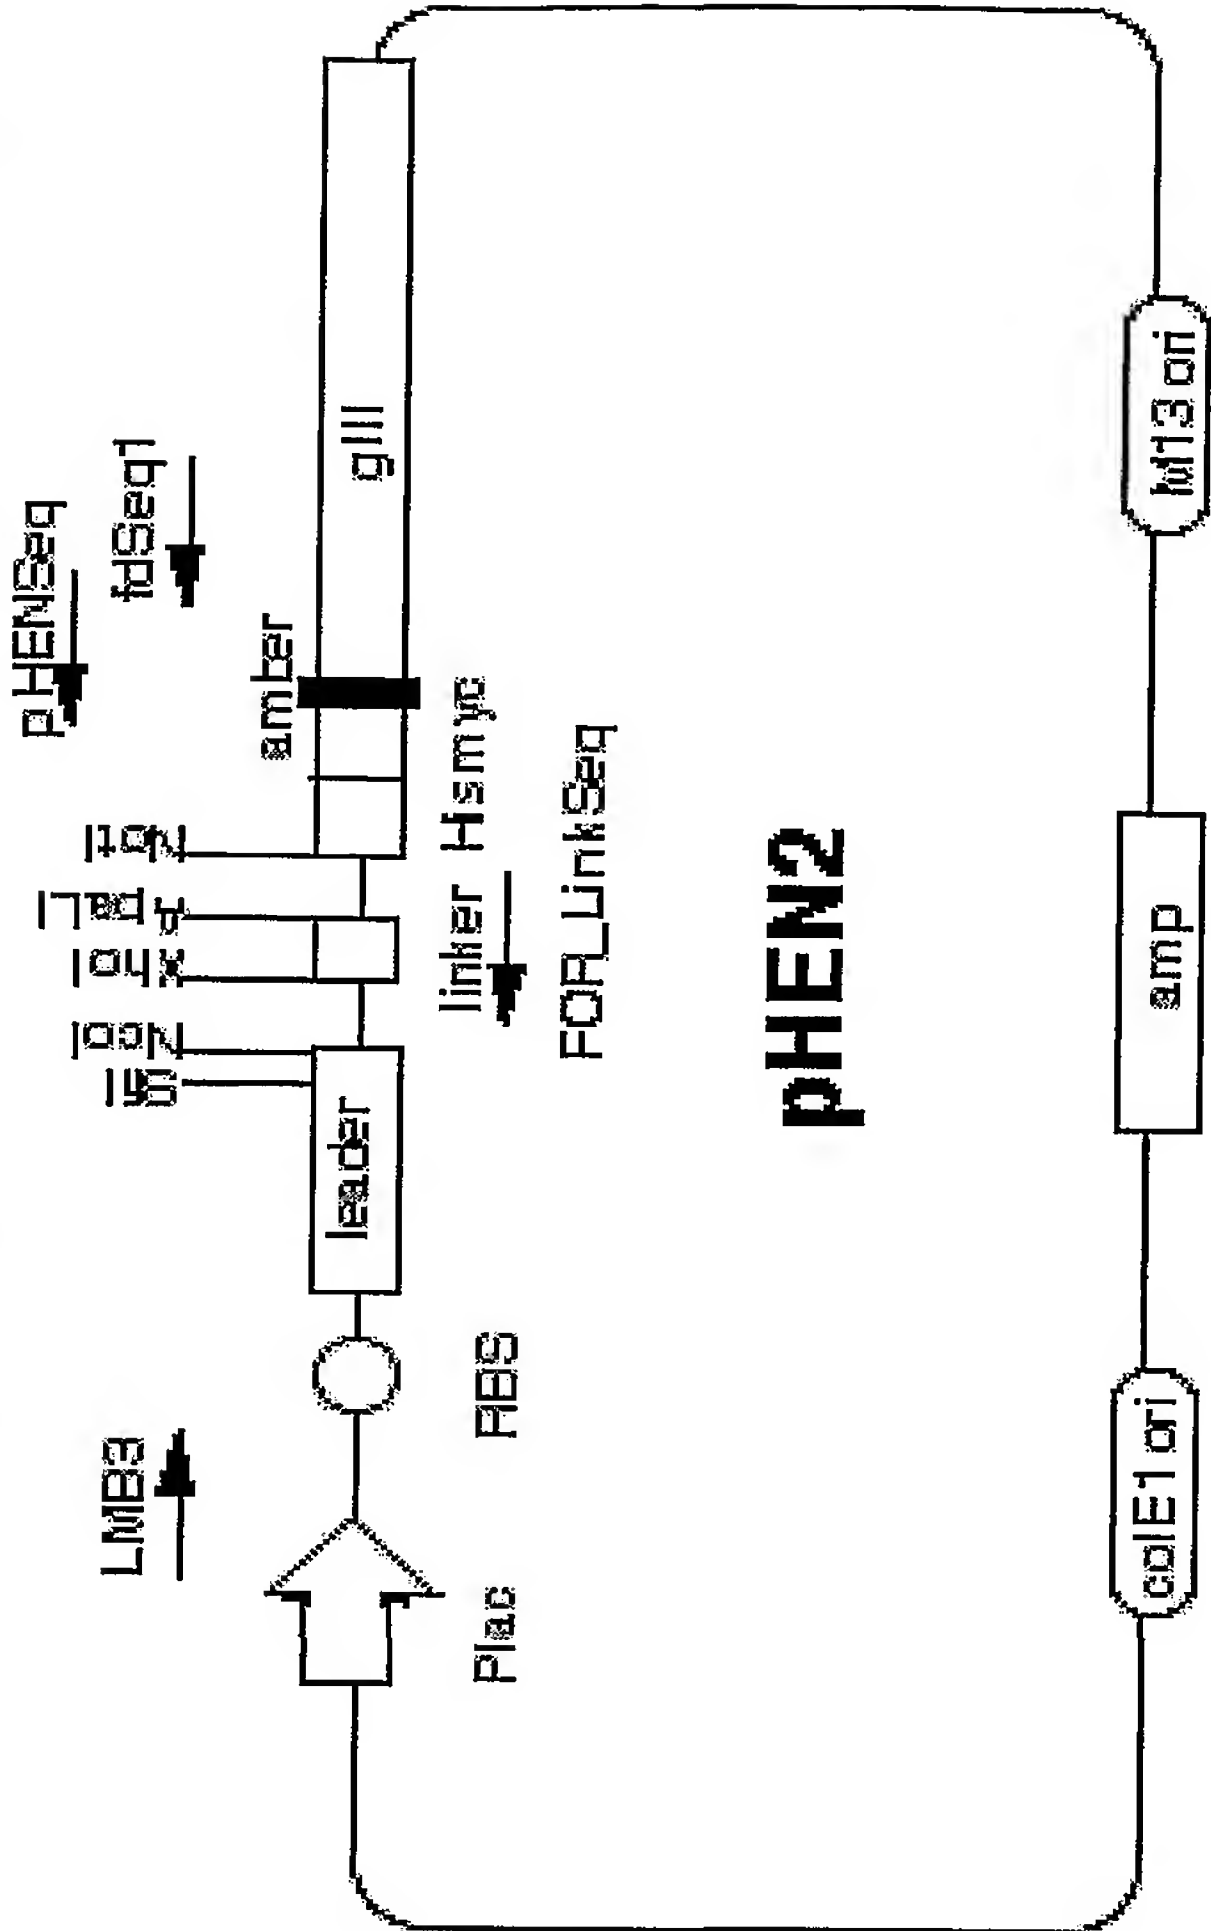 pHENSeq
fdSeq1
LMB3
SfiI
NcoI
XhoI
ApaLI
NotI
amber
leader
gIII
Plac
RBS
linker
Hismyc
FOR_LinkSeq
pHEN2
colE1 ori
amp
M13 ori